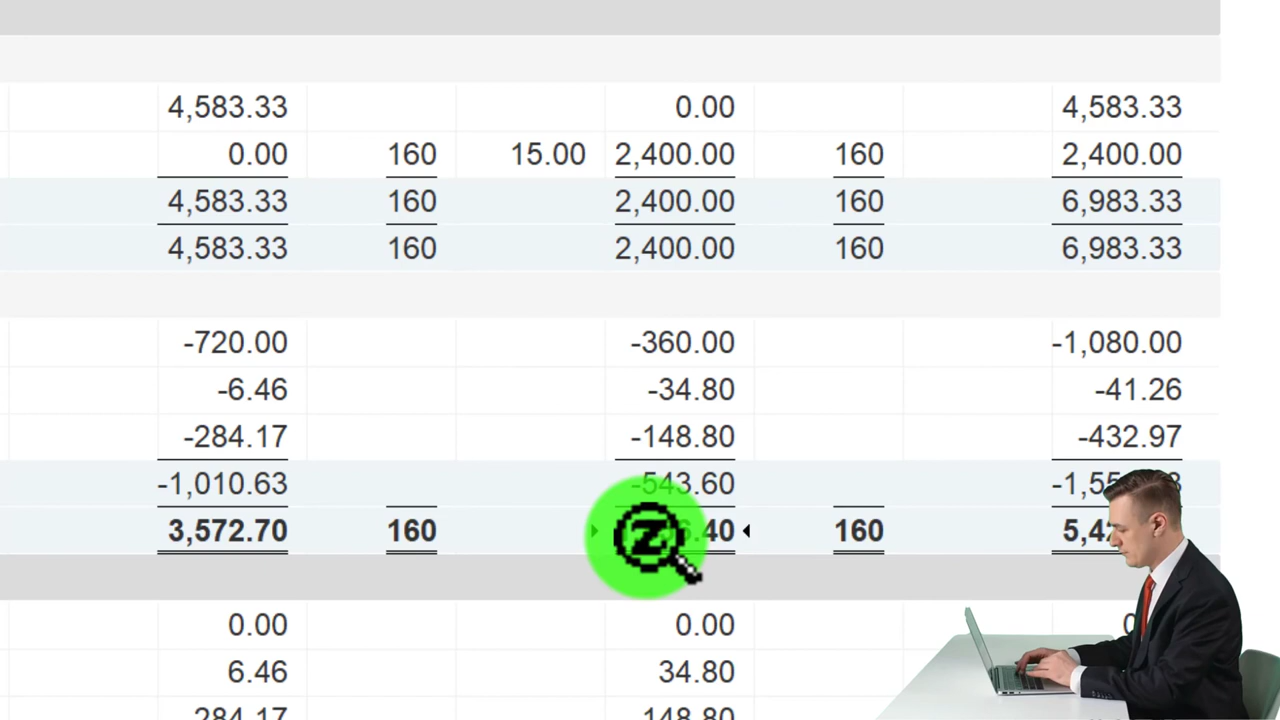 4,583.33 0.00 4,583.33
0.00 160 15.00 2,400.00 160 2,400.00
4,583.33 160 2,400.00 160 6,983.33
4,583.33 160 2,400.00 160 6,983.33
-720.00 -360.00 -1,080.00
-6.46 -34.80 -41.26
-284.17 -148.80 -432.97
-1,010.63 -543.60
3,572.70 160 160
0.00 0.00
6.46 34.80
284.17 148.80